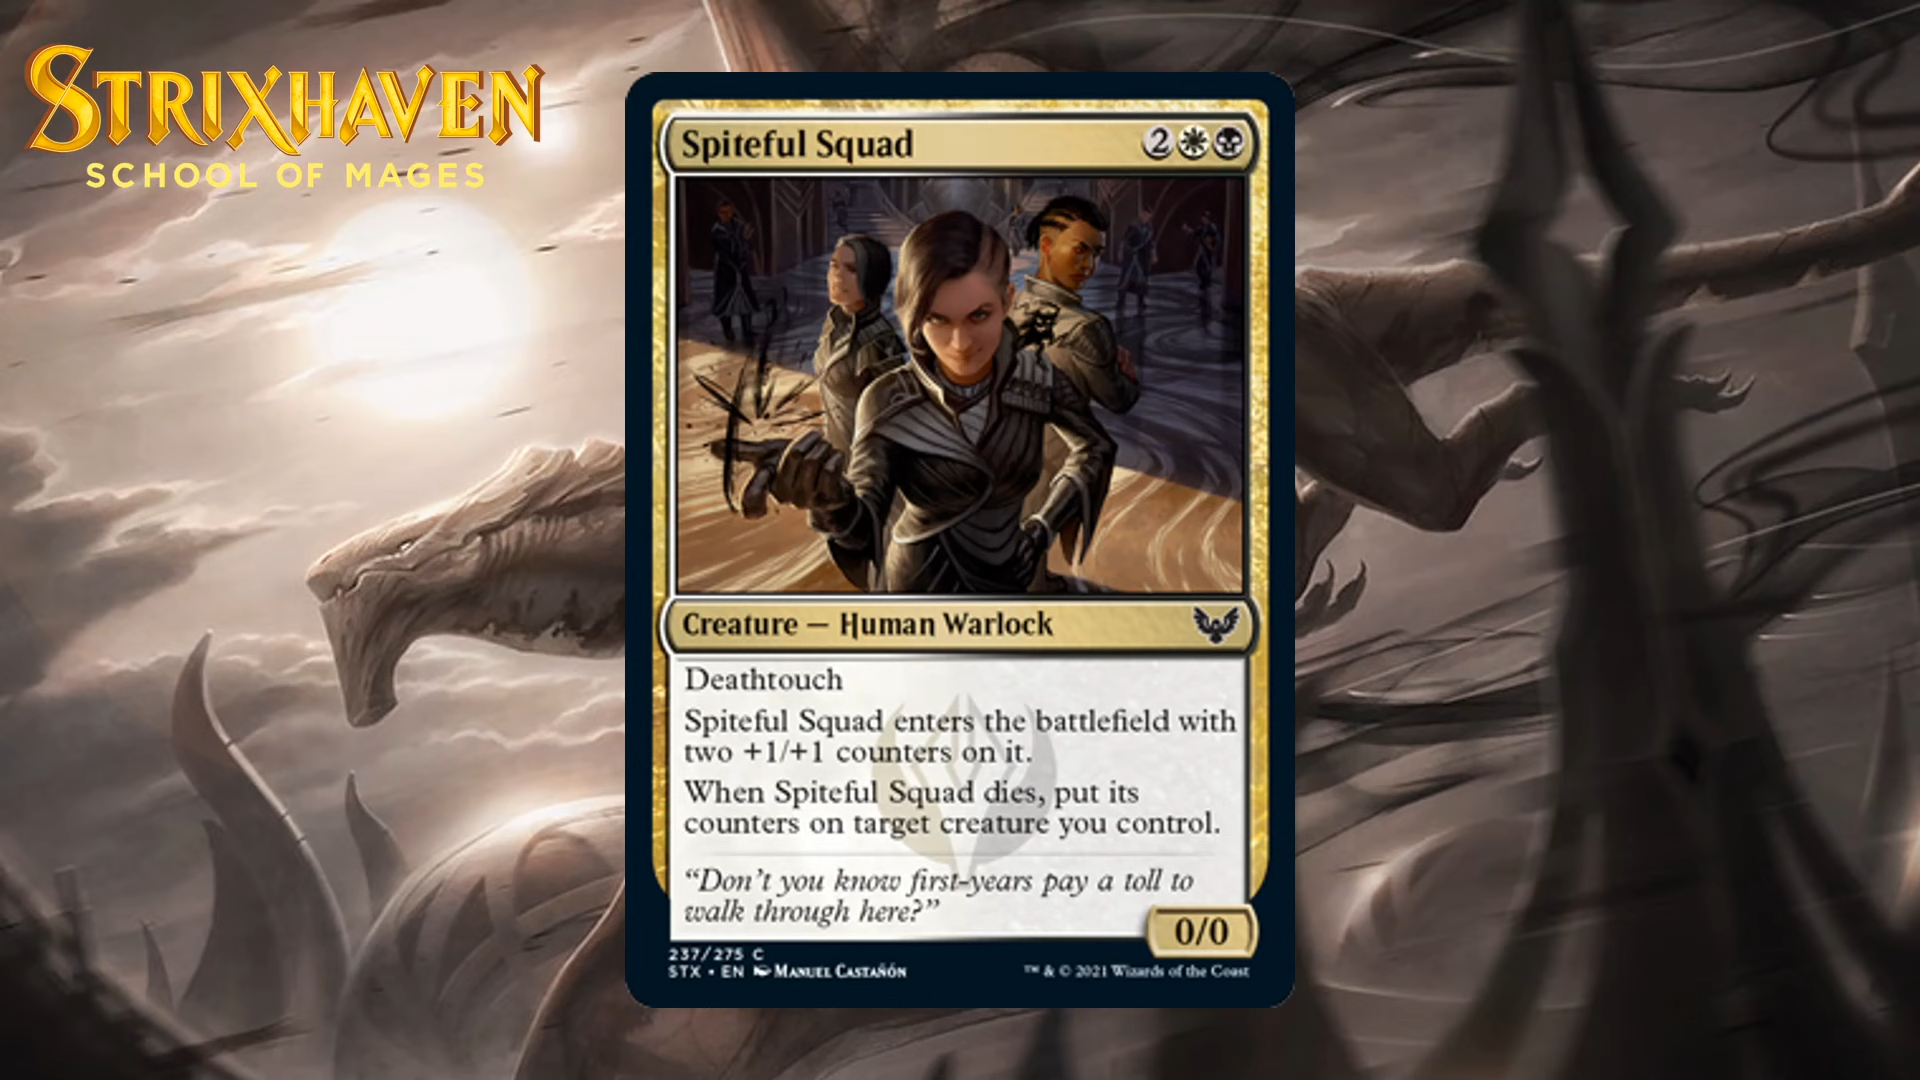 STRIXHAVEN
SCHOOL OF MAGES
Spiteful Squad
2
Creature — Human Warlock
Deathtouch
Spiteful Squad enters the battlefield with
two +1/+1 counters on it.
When Spiteful Squad dies, put its
counters on target creature you control.
“Don’t you know first-years pay a toll to
walk through here?”
0/0
237/275 C
STX • EN Manuel Castañón
™ & © 2021 Wizards of the Coast